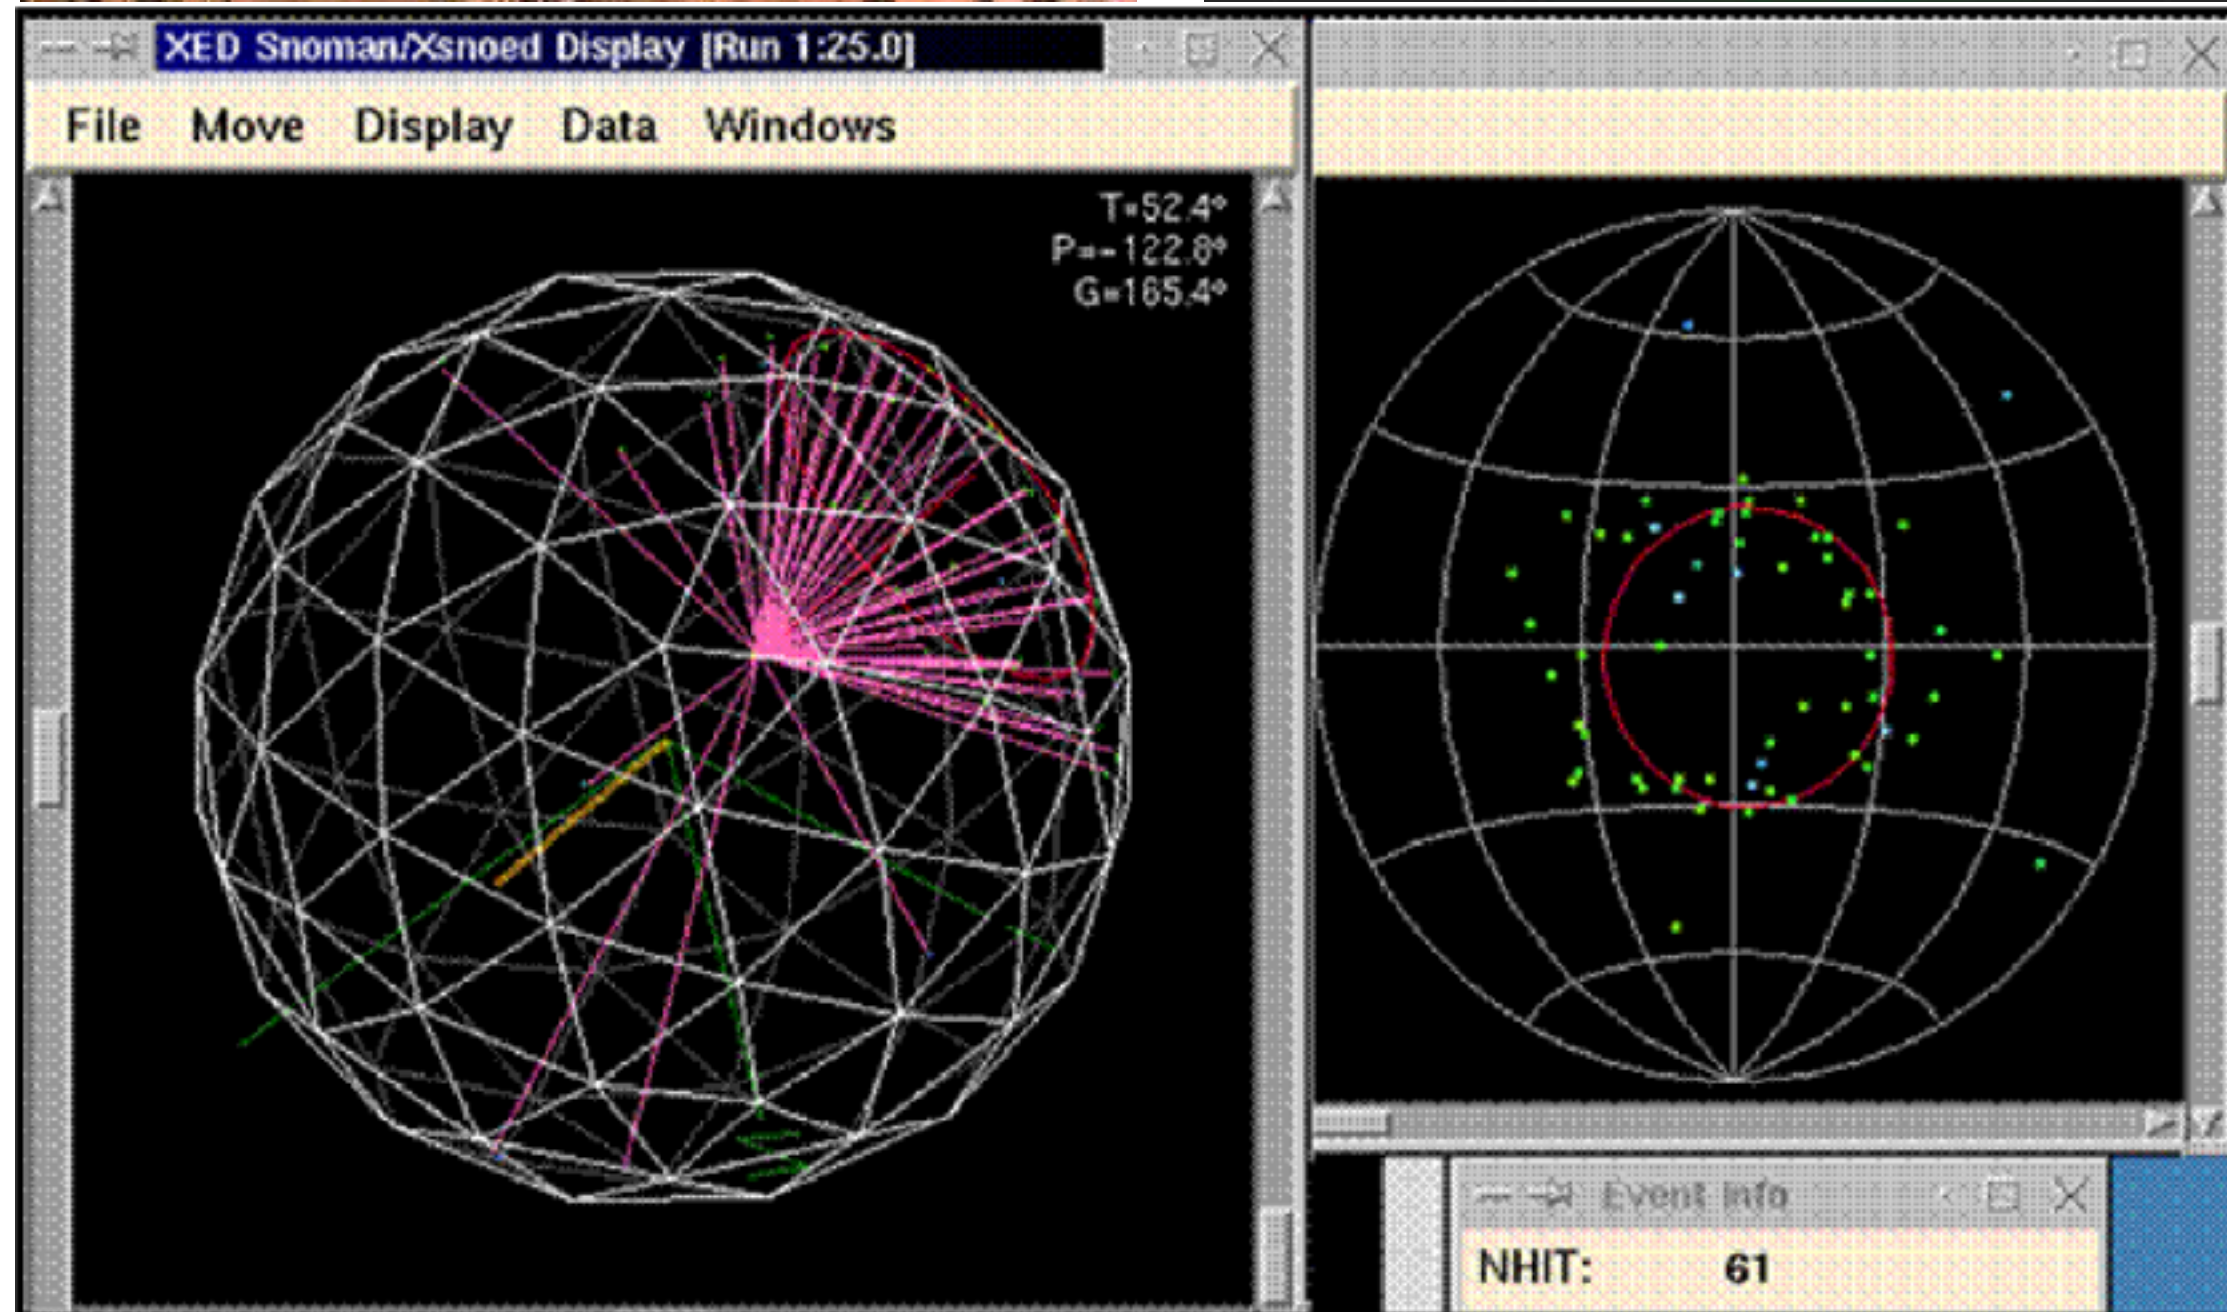 XED Snoman/Xsnoed Display [Run 1:25.0]
File Move Display Data Windows
T=52.4°
P=-122.8°
G=165.4°
Event Info
NHIT: 61